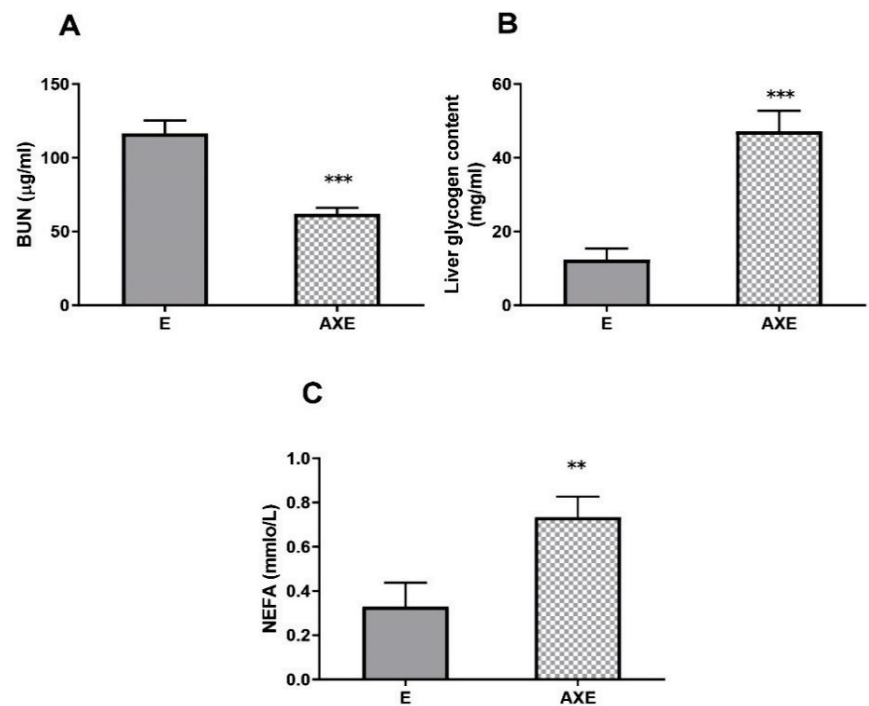 A
BUN (μg/ml)
150
100
50
0
***
E
AXE
B
Liver glycogen content
(mg/ml)
60
40
20
0
***
E
AXE
C
NEFA (mmlo/L)
1.0
0.8
0.6
0.4
0.2
0.0
**
E
AXE